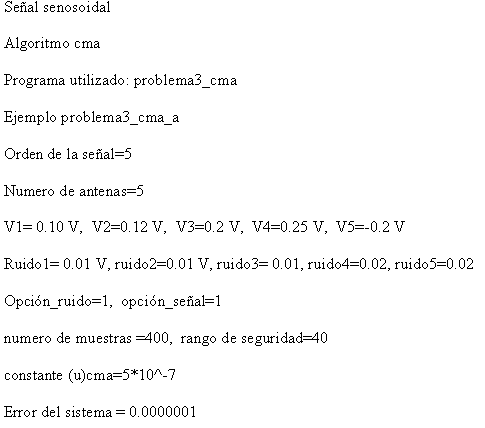 Señal senosoidal
Algoritmo cma
Programa utilizado: problema3_cma
Ejemplo problema3_cma_a
Orden de la señal=5
Numero de antenas=5
V1= 0.10 V, V2=0.12 V, V3=0.2 V, V4=0.25 V, V5=-0.2 V
Ruido1= 0.01 V, ruido2=0.01 V, ruido3= 0.01, ruido4=0.02, ruido5=0.02
Opción_ruido=1, opción_señal=1
numero de muestras =400, rango de seguridad=40
constante (u)cma=5*10^-7
Error del sistema = 0.0000001